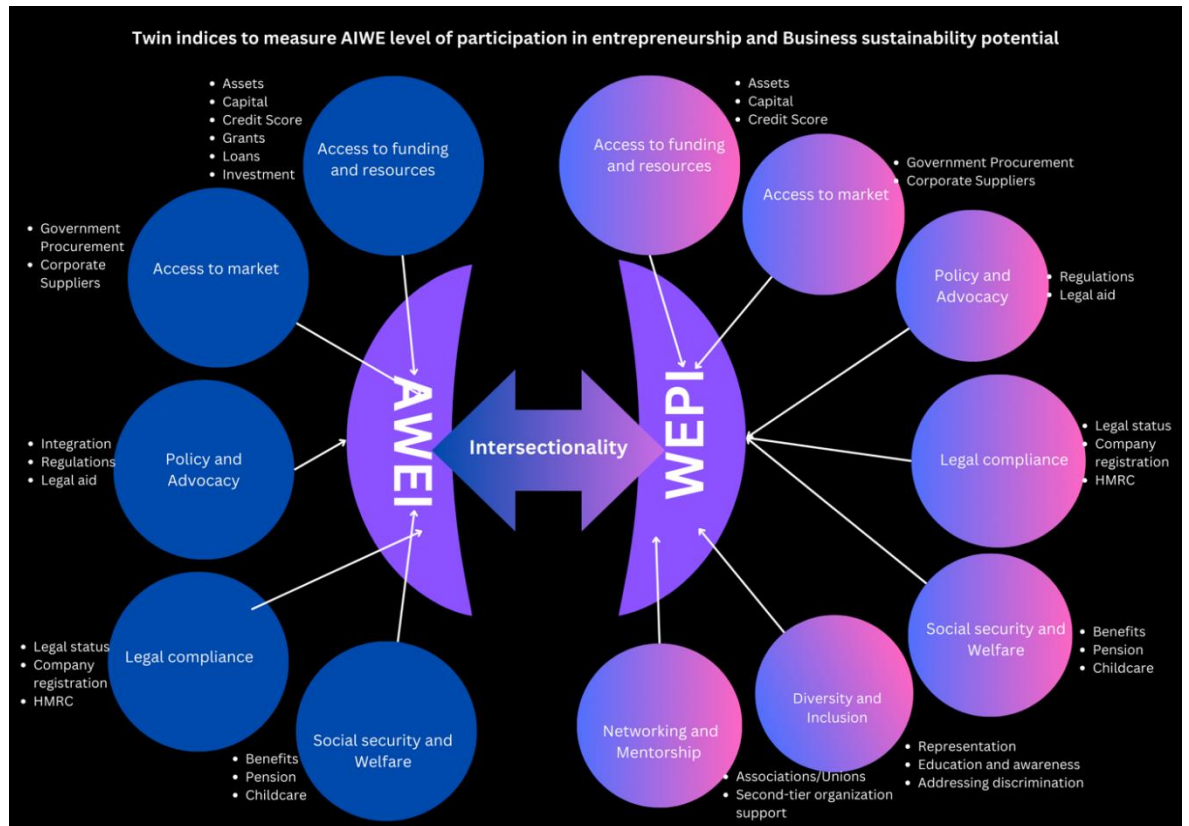 Twin indices to measure AIWE level of participation in entrepreneurship and Business sustainability potential
• Assets
• Capital
• Credit Score
• Grants
• Loans
• Investment
Access to funding
and resources
• Government
Procurement
• Corporate
Suppliers
Access to market
• Integration
• Regulations
• Legal aid
Policy and
Advocacy
• Legal status
• Company
registration
• HMRC
Legal compliance
• Benefits
• Pension
• Childcare
Social security and
Welfare
AWEI
Intersectionality
WEPI
Access to funding
and resources
• Assets
• Capital
• Credit Score
Access to market
• Government Procurement
• Corporate Suppliers
Policy and
Advocacy
• Regulations
• Legal aid
Legal compliance
• Legal status
• Company
registration
• HMRC
Social security and
Welfare
• Benefits
• Pension
• Childcare
Diversity and
Inclusion
• Representation
• Education and awareness
• Addressing discrimination
Networking and
Mentorship
• Associations/Unions
• Second-tier organization
support